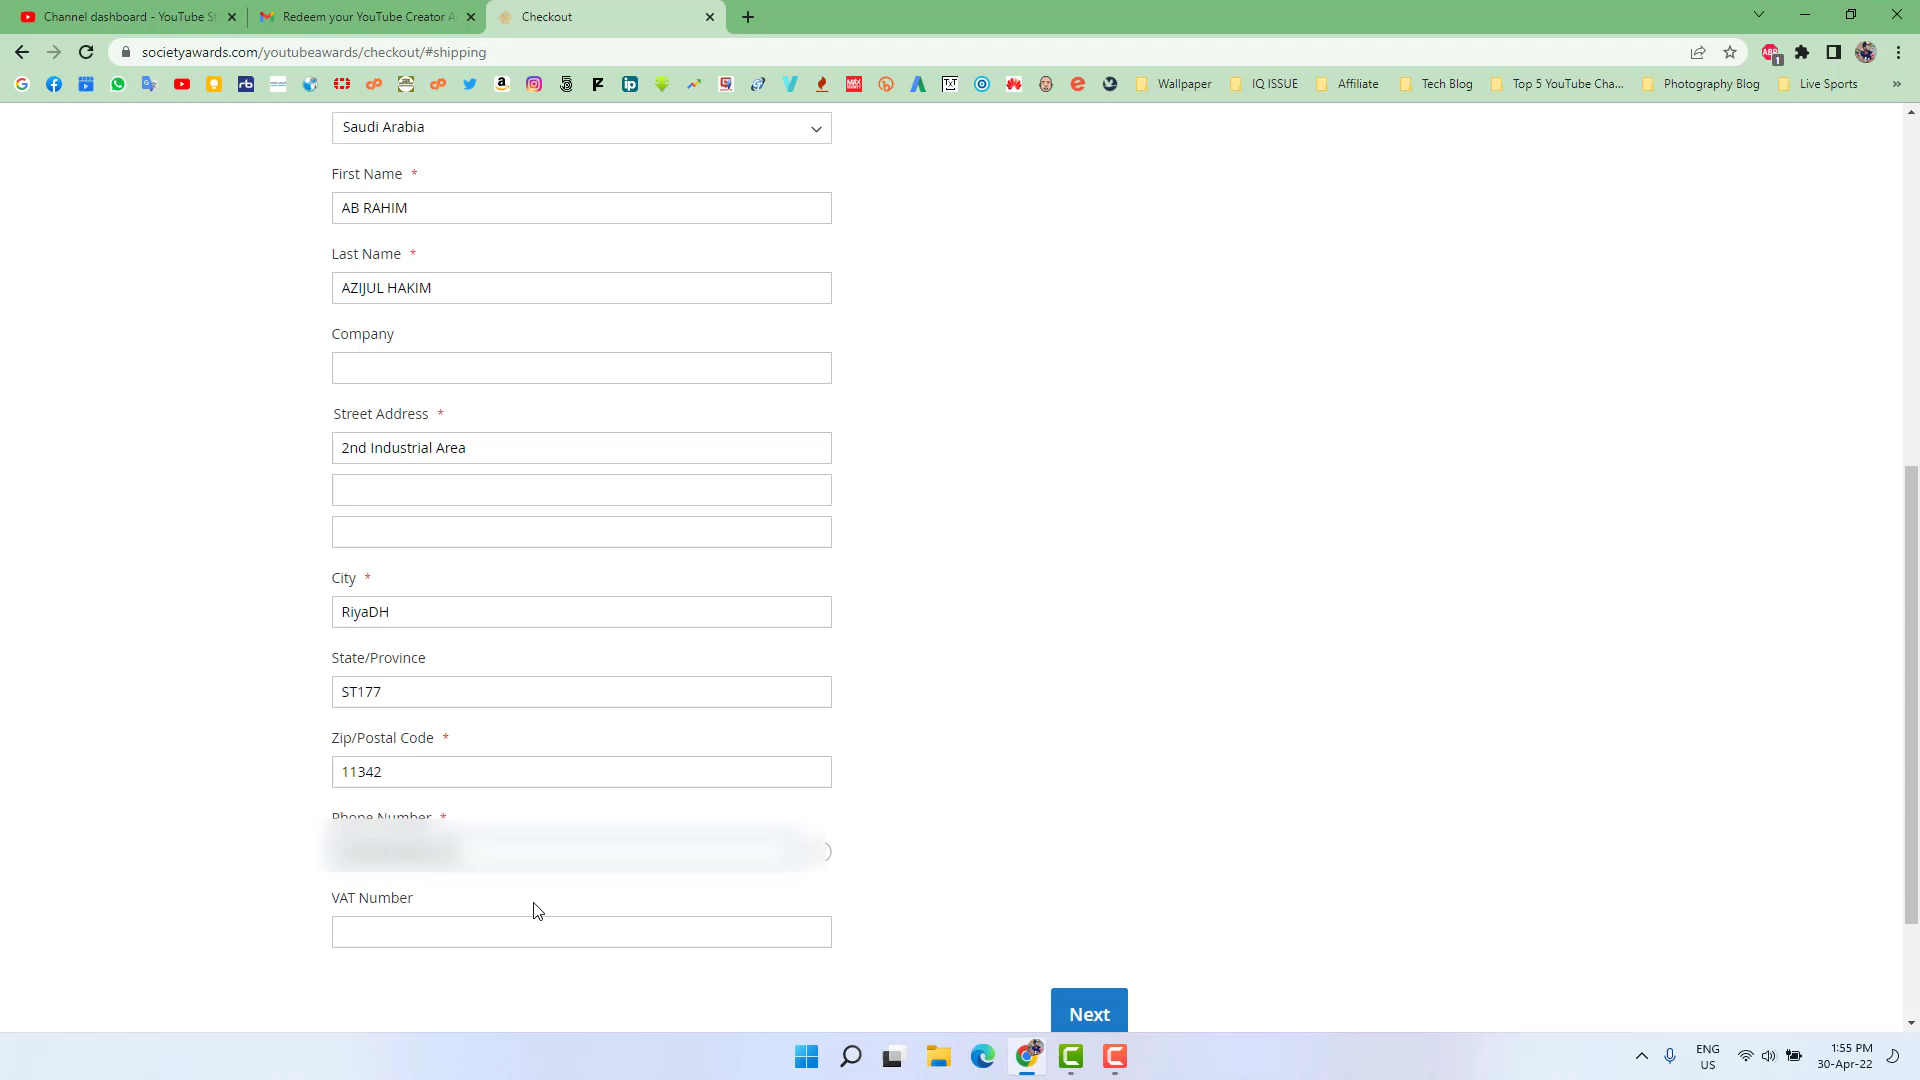 Channel dashboard - YouTube St
Redeem your YouTube Creator A
Checkout
societyawards.com/youtubeawards/checkout/#shipping
Wallpaper
IQ ISSUE
Affiliate
Tech Blog
Top 5 YouTube Cha...
Photography Blog
Live Sports
Saudi Arabia
First Name *
AB RAHIM
Last Name *
AZIJUL HAKIM
Company
Street Address *
2nd Industrial Area
City *
RiyaDH
State/Province
ST177
Zip/Postal Code *
11342
Phone Number *
VAT Number
Next
ENG
US
1:55 PM
30-Apr-22